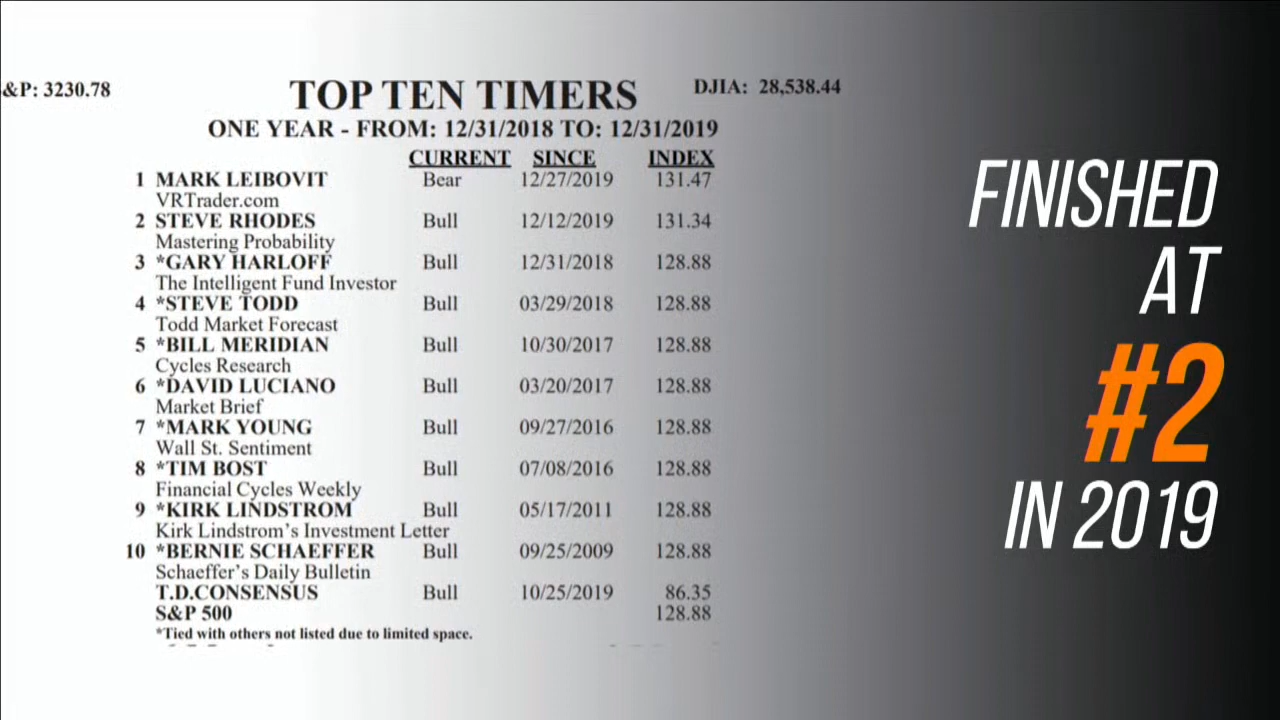 &P: 3230.78
TOP TEN TIMERS
DJIA: 28,538.44
ONE YEAR - FROM: 12/31/2018 TO: 12/31/2019
CURRENT SINCE INDEX
1 MARK LEIBOVIT Bear 12/27/2019 131.47
VRTrader.com
2 STEVE RHODES Bull 12/12/2019 131.34
Mastering Probability
3 *GARY HARLOFF Bull 12/31/2018 128.88
The Intelligent Fund Investor
4 *STEVE TODD Bull 03/29/2018 128.88
Todd Market Forecast
5 *BILL MERIDIAN Bull 10/30/2017 128.88
Cycles Research
6 *DAVID LUCIANO Bull 03/20/2017 128.88
Market Brief
7 *MARK YOUNG Bull 09/27/2016 128.88
Wall St. Sentiment
8 *TIM BOST Bull 07/08/2016 128.88
Financial Cycles Weekly
9 *KIRK LINDSTROM Bull 05/17/2011 128.88
Kirk Lindstrom's Investment Letter
10 *BERNIE SCHAEFFER Bull 09/25/2009 128.88
Schaeffer's Daily Bulletin
T.D.CONSENSUS Bull 10/25/2019 86.35
S&P 500 128.88
*Tied with others not listed due to limited space.
FINISHED
AT
#2
IN 2019